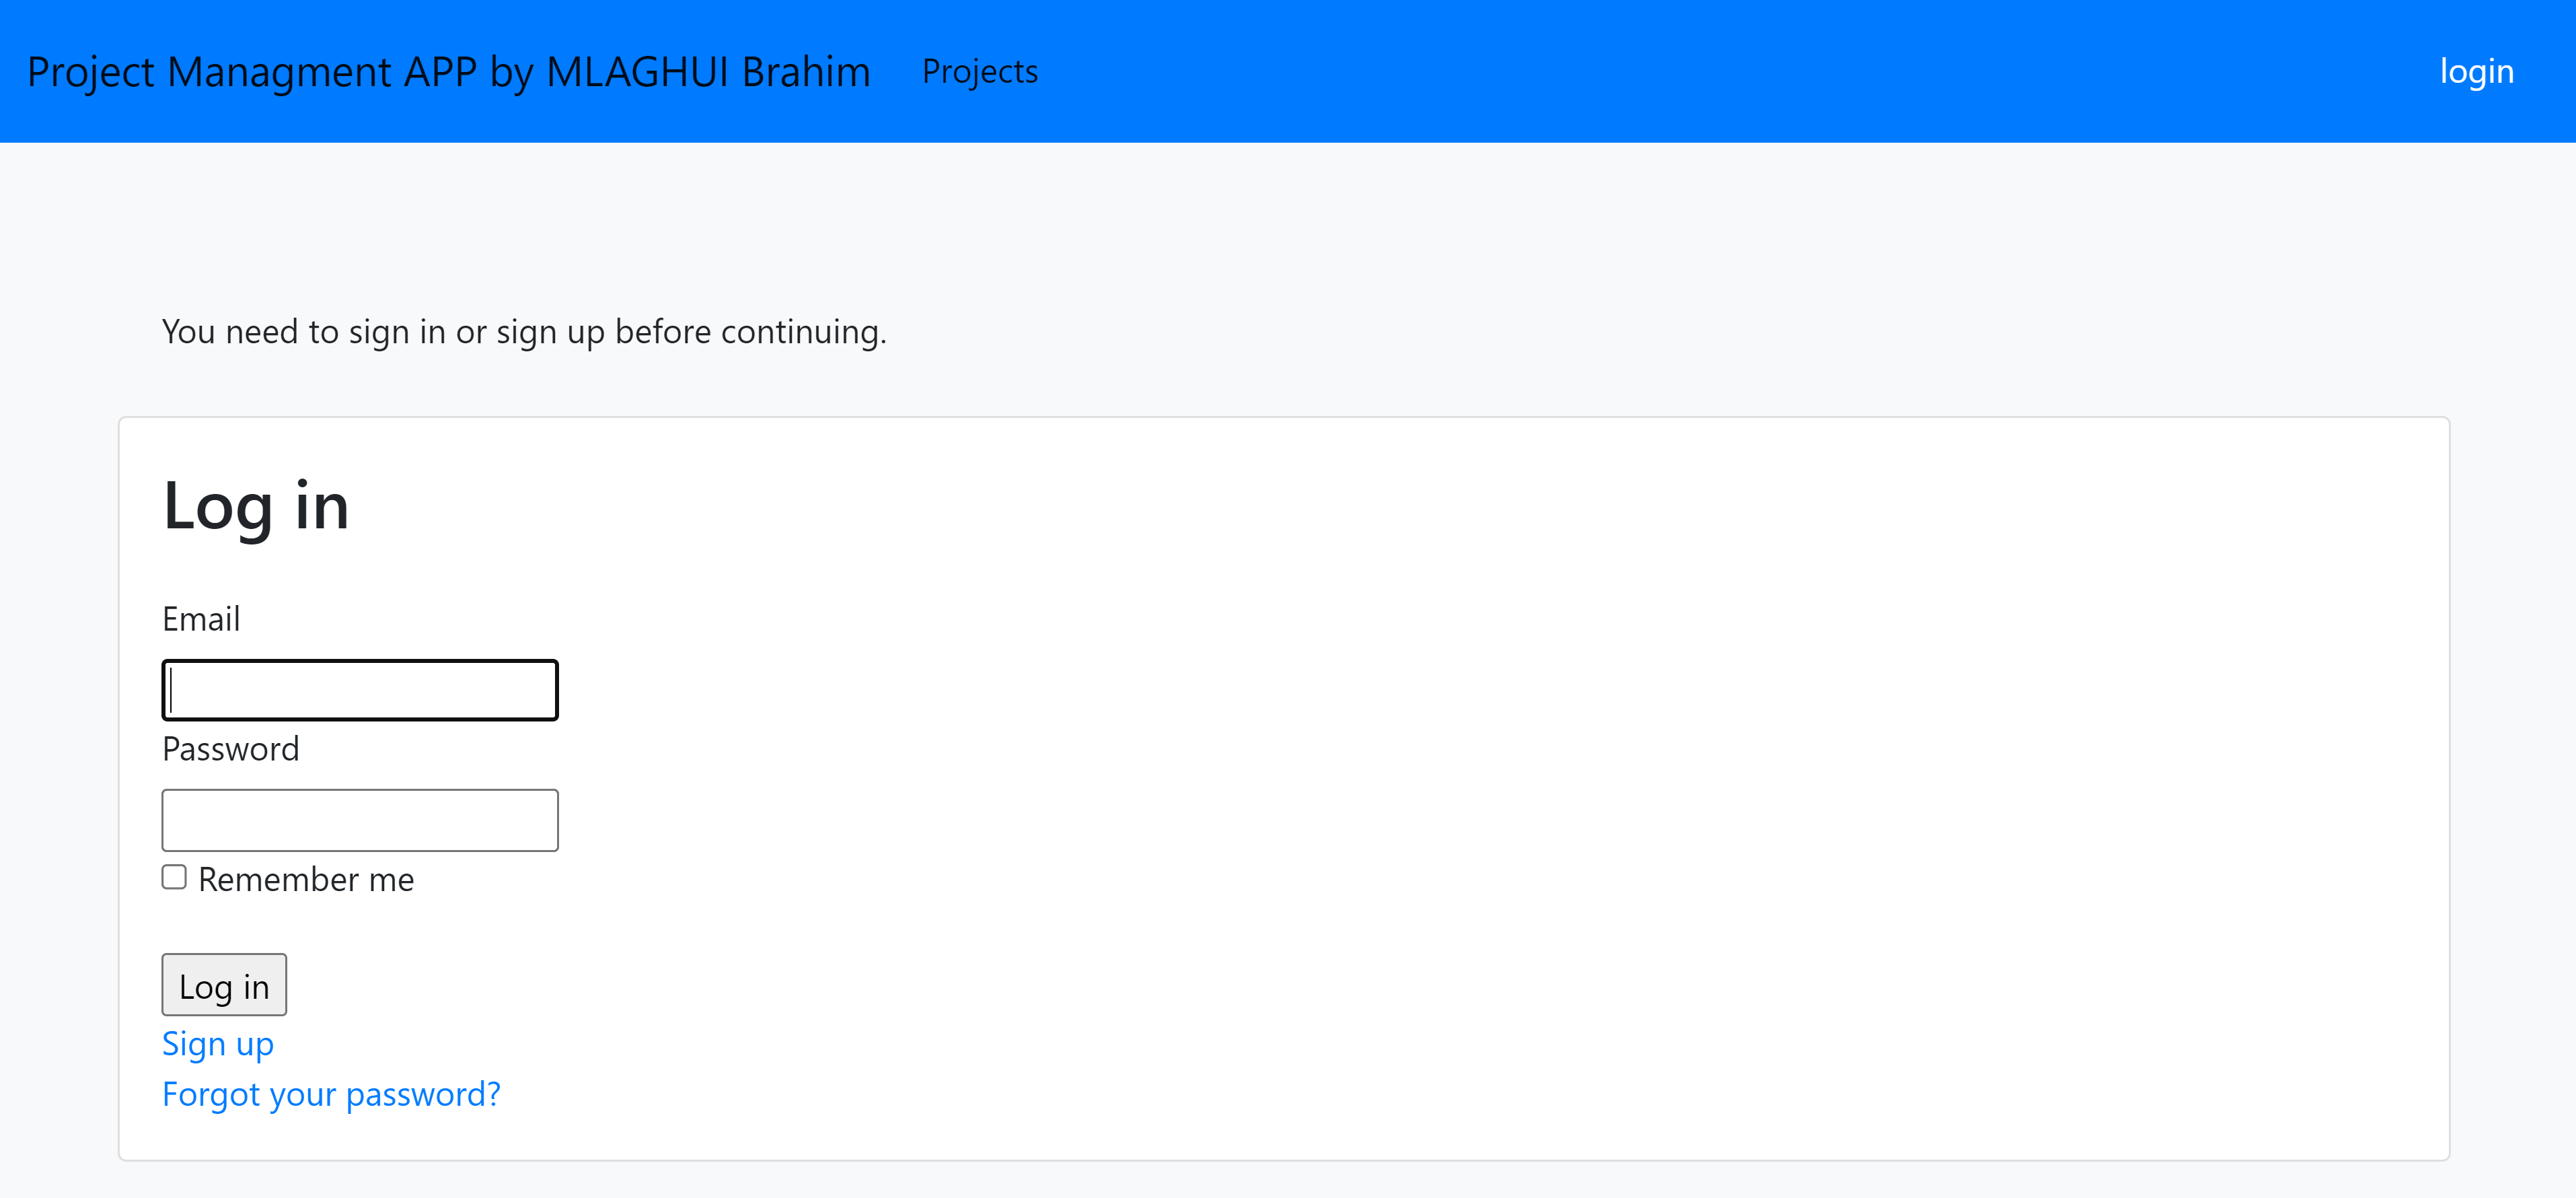 Project Managment APP by MLAGHUI Brahim Projects login
You need to sign in or sign up before continuing.
Log in
Email
Password
Remember me
Log in
Sign up
Forgot your password?